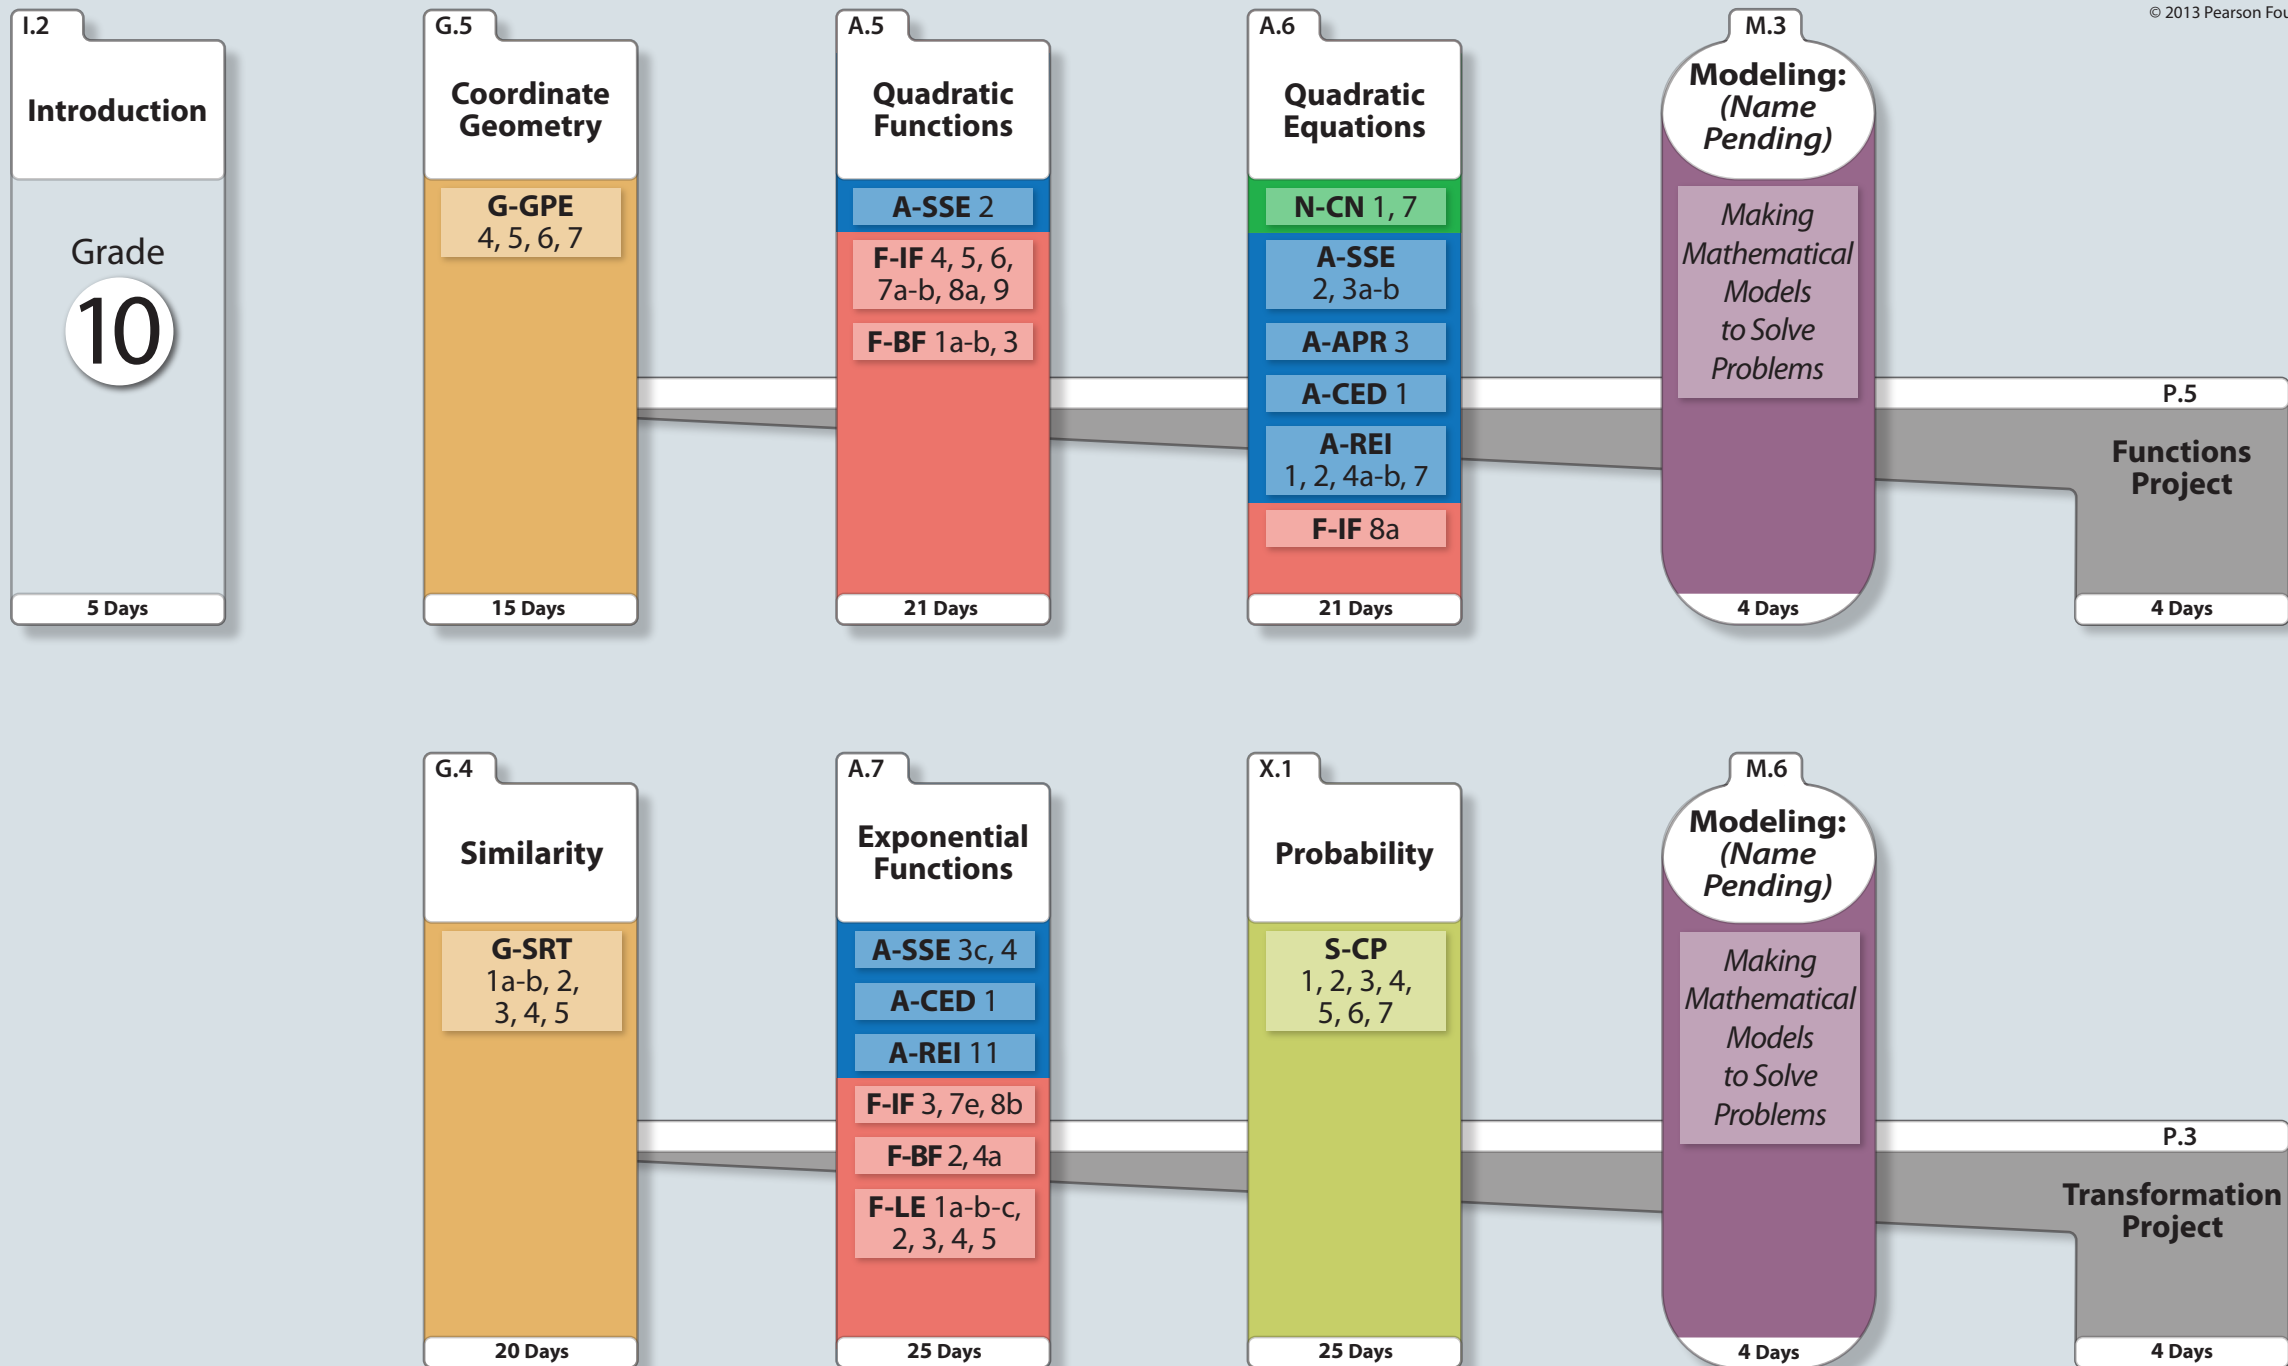 © 2013 Pearson Fou
I.2
Introduction
Grade
10
5 Days
G.5
Coordinate
Geometry
G-GPE
4, 5, 6, 7
15 Days
A.5
Quadratic
Functions
A-SSE 2
F-IF 4, 5, 6,
7a-b, 8a, 9
F-BF 1a-b, 3
21 Days
A.6
Quadratic
Equations
N-CN 1, 7
A-SSE
2, 3a-b
A-APR 3
A-CED 1
A-REI
1, 2, 4a-b, 7
F-IF 8a
21 Days
M.3
Modeling:
(Name
Pending)
Making
Mathematical
Models
to Solve
Problems
4 Days
P.5
Functions
Project
4 Days
G.4
Similarity
G-SRT
1a-b, 2,
3, 4, 5
20 Days
A.7
Exponential
Functions
A-SSE 3c, 4
A-CED 1
A-REI 11
F-IF 3, 7e, 8b
F-BF 2, 4a
F-LE 1a-b-c,
2, 3, 4, 5
25 Days
X.1
Probability
S-CP
1, 2, 3, 4,
5, 6, 7
25 Days
M.6
Modeling:
(Name
Pending)
Making
Mathematical
Models
to Solve
Problems
4 Days
P.3
Transformation
Project
4 Days